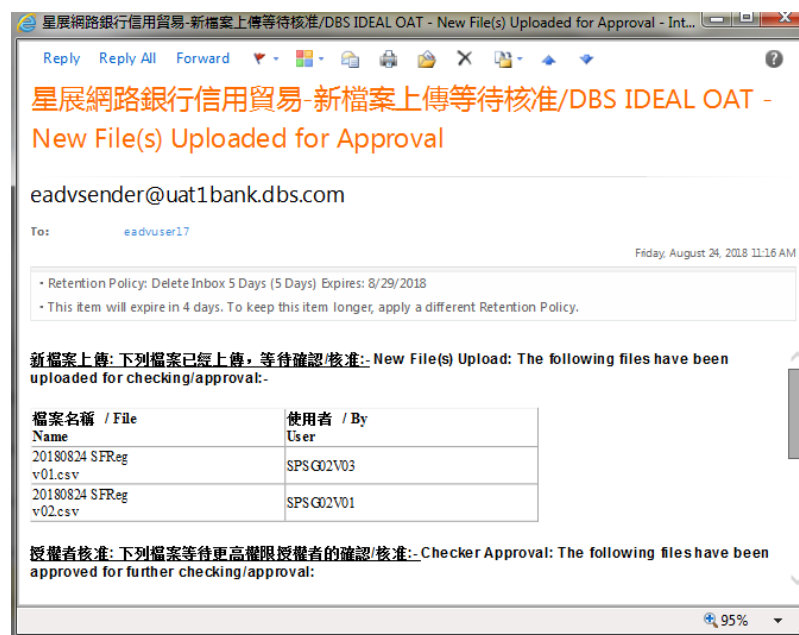 星展網路銀行信用貿易-新檔案上傳等待核准/DBS IDEAL OAT - New File(s) Uploaded for Approval - Int...
Reply Reply All Forward
星展網路銀行信用貿易-新檔案上傳等待核准/DBS IDEAL OAT -
New File(s) Uploaded for Approval
eadvsender@uat1bank.dbs.com
To: eadvuser17
Friday, August 24, 2018 11:16 AM
• Retention Policy: Delete Inbox 5 Days (5 Days) Expires: 8/29/2018
• This item will expire in 4 days. To keep this item longer, apply a different Retention Policy.
新檔案上傳: 下列檔案已經上傳，等待確認/核准:- New File(s) Upload: The following files have been
uploaded for checking/approval:-
檔案名稱 / File 使用者 / By
Name User
20180824 SFReg
v01.csv SPSG02V03
20180824 SFReg
v02.csv SPSG02V01
授權者核准: 下列檔案等待更高權限授權者的確認/核准:- Checker Approval: The following files have been
approved for further checking/approval:
95%